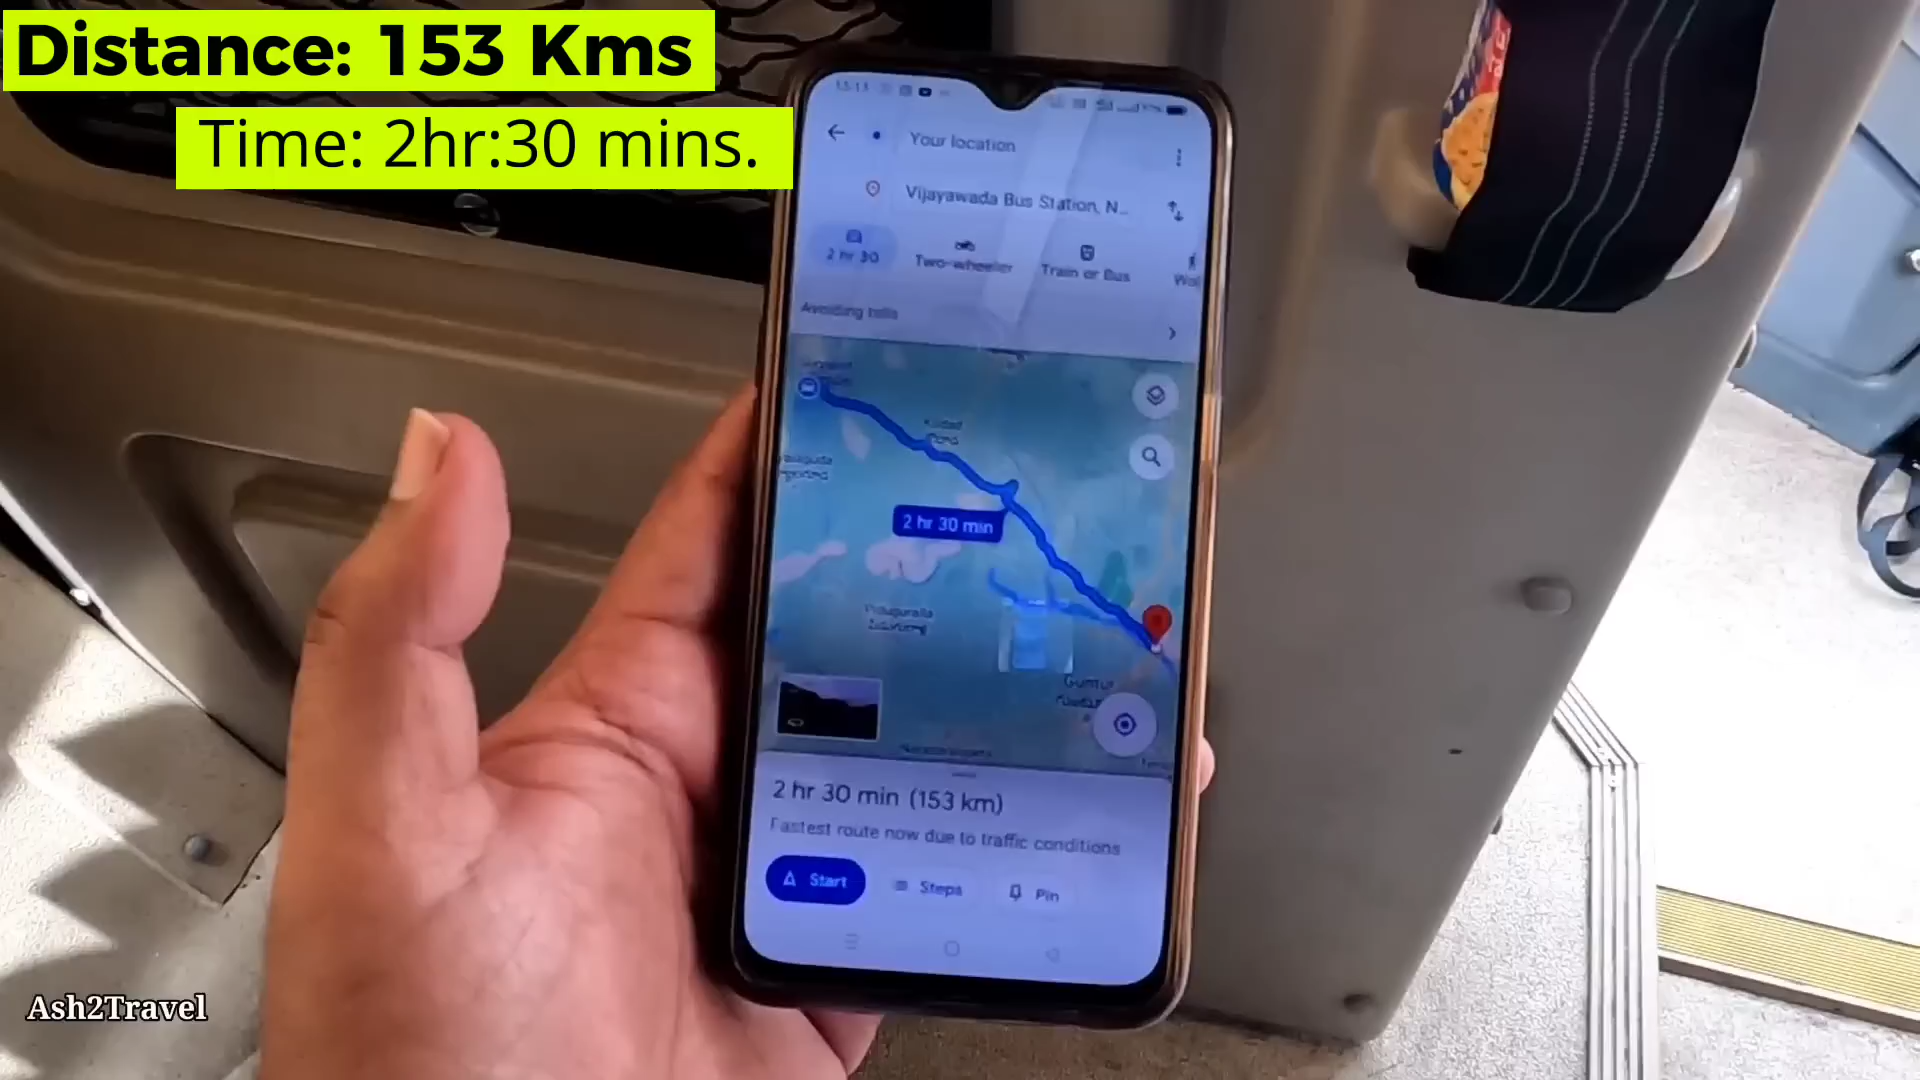 Distance: 153 Kms
Time: 2hr:30 mins.
Your location
Vijayawada Bus Station, N...
2 hr 30
Two-wheeler
Train or Bus
Avoiding tolls
2 hr 30 min
Guntur
2 hr 30 min (153 km)
Fastest route now due to traffic conditions
Start
Steps
Pin
Ash2Travel